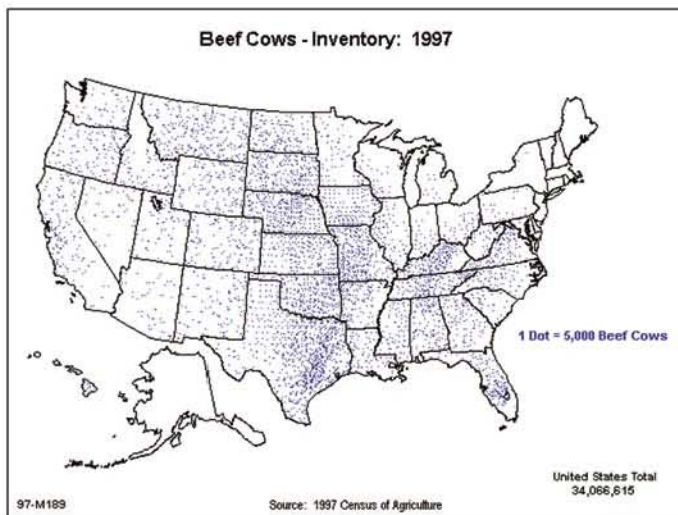 Beef Cows - Inventory: 1997
1 Dot = 5,000 Beef Cows
United States Total
34,066,615
97-M189
Source: 1997 Census of Agriculture